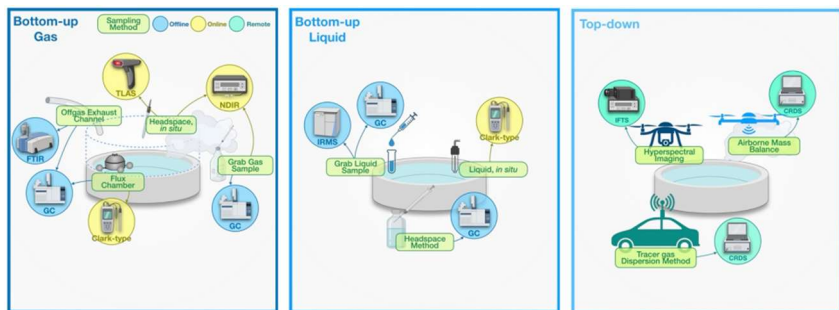 Bottom-up
Gas
Sampling
Method
Offline
Online
Remote
TLAS
NDIR
Offgas Exhaust
Channel
Headspace,
in situ
FTIR
Flux
Chamber
Grab Gas
Sample
GC
Clark-type
GC
Bottom-up
Liquid
IRMS
GC
Clark-type
Grab Liquid
Sample
Liquid, in situ
Headspace
Method
GC
Top-down
IFTS
CRDS
Hyperspectral
Imaging
Airborne Mass
Balance
Tracer gas
Dispersion Method
CRDS